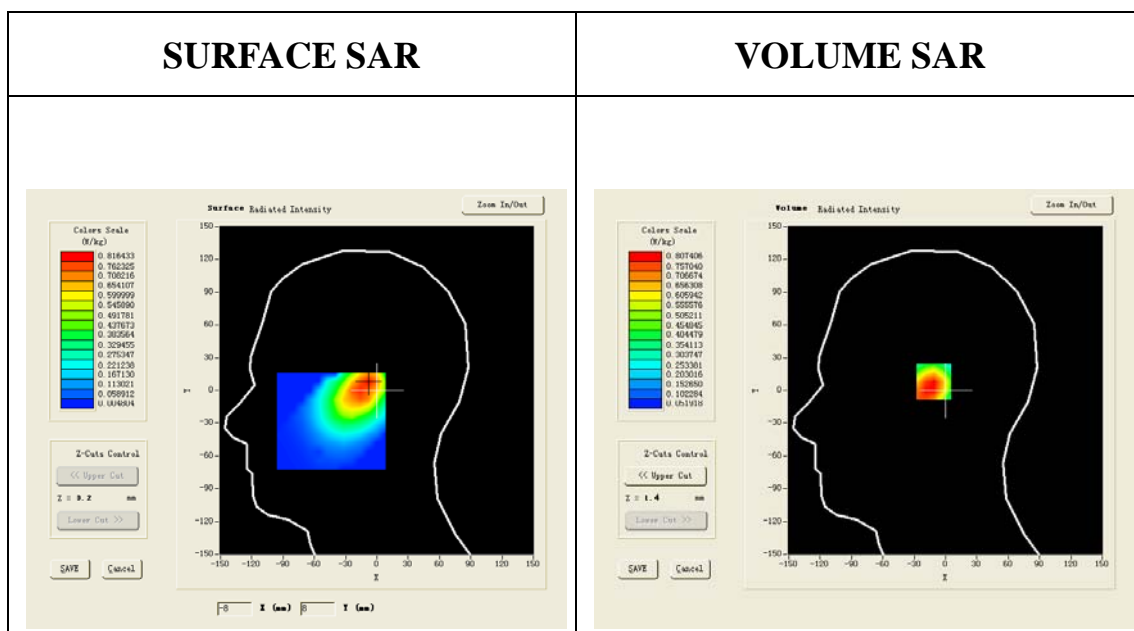 SURFACE SAR
VOLUME SAR
Surface Radiated Intensity
Zoom In/Out
Colors Scale
(W/kg)
0.816433
0.762325
0.708216
0.654107
0.599999
0.545890
0.491781
0.437673
0.383564
0.329455
0.275347
0.221238
0.167130
0.113021
0.058912
0.004804
150
120
90
60
30
0
-30
-60
-90
-120
-150
Y
-150 -120 -90 -60 -30 0 30 60 90 120 150
X
Z-Cuts Control
<< Upper Cut
Z = 0.2 mm
Lower Cut >>
SAVE Cancel
-8 X (mm) 8 Y (mm)
Volume Radiated Intensity
Zoom In/Out
Colors Scale
(W/kg)
0.807406
0.757040
0.706674
0.656308
0.605942
0.555576
0.505211
0.454845
0.404479
0.354113
0.303747
0.253381
0.203016
0.152650
0.102284
0.051918
150
120
90
60
30
0
-30
-60
-90
-120
-150
Y
-150 -120 -90 -60 -30 0 30 60 90 120 150
X
Z-Cuts Control
<< Upper Cut
Z = 1.4 mm
Lower Cut >>
SAVE Cancel